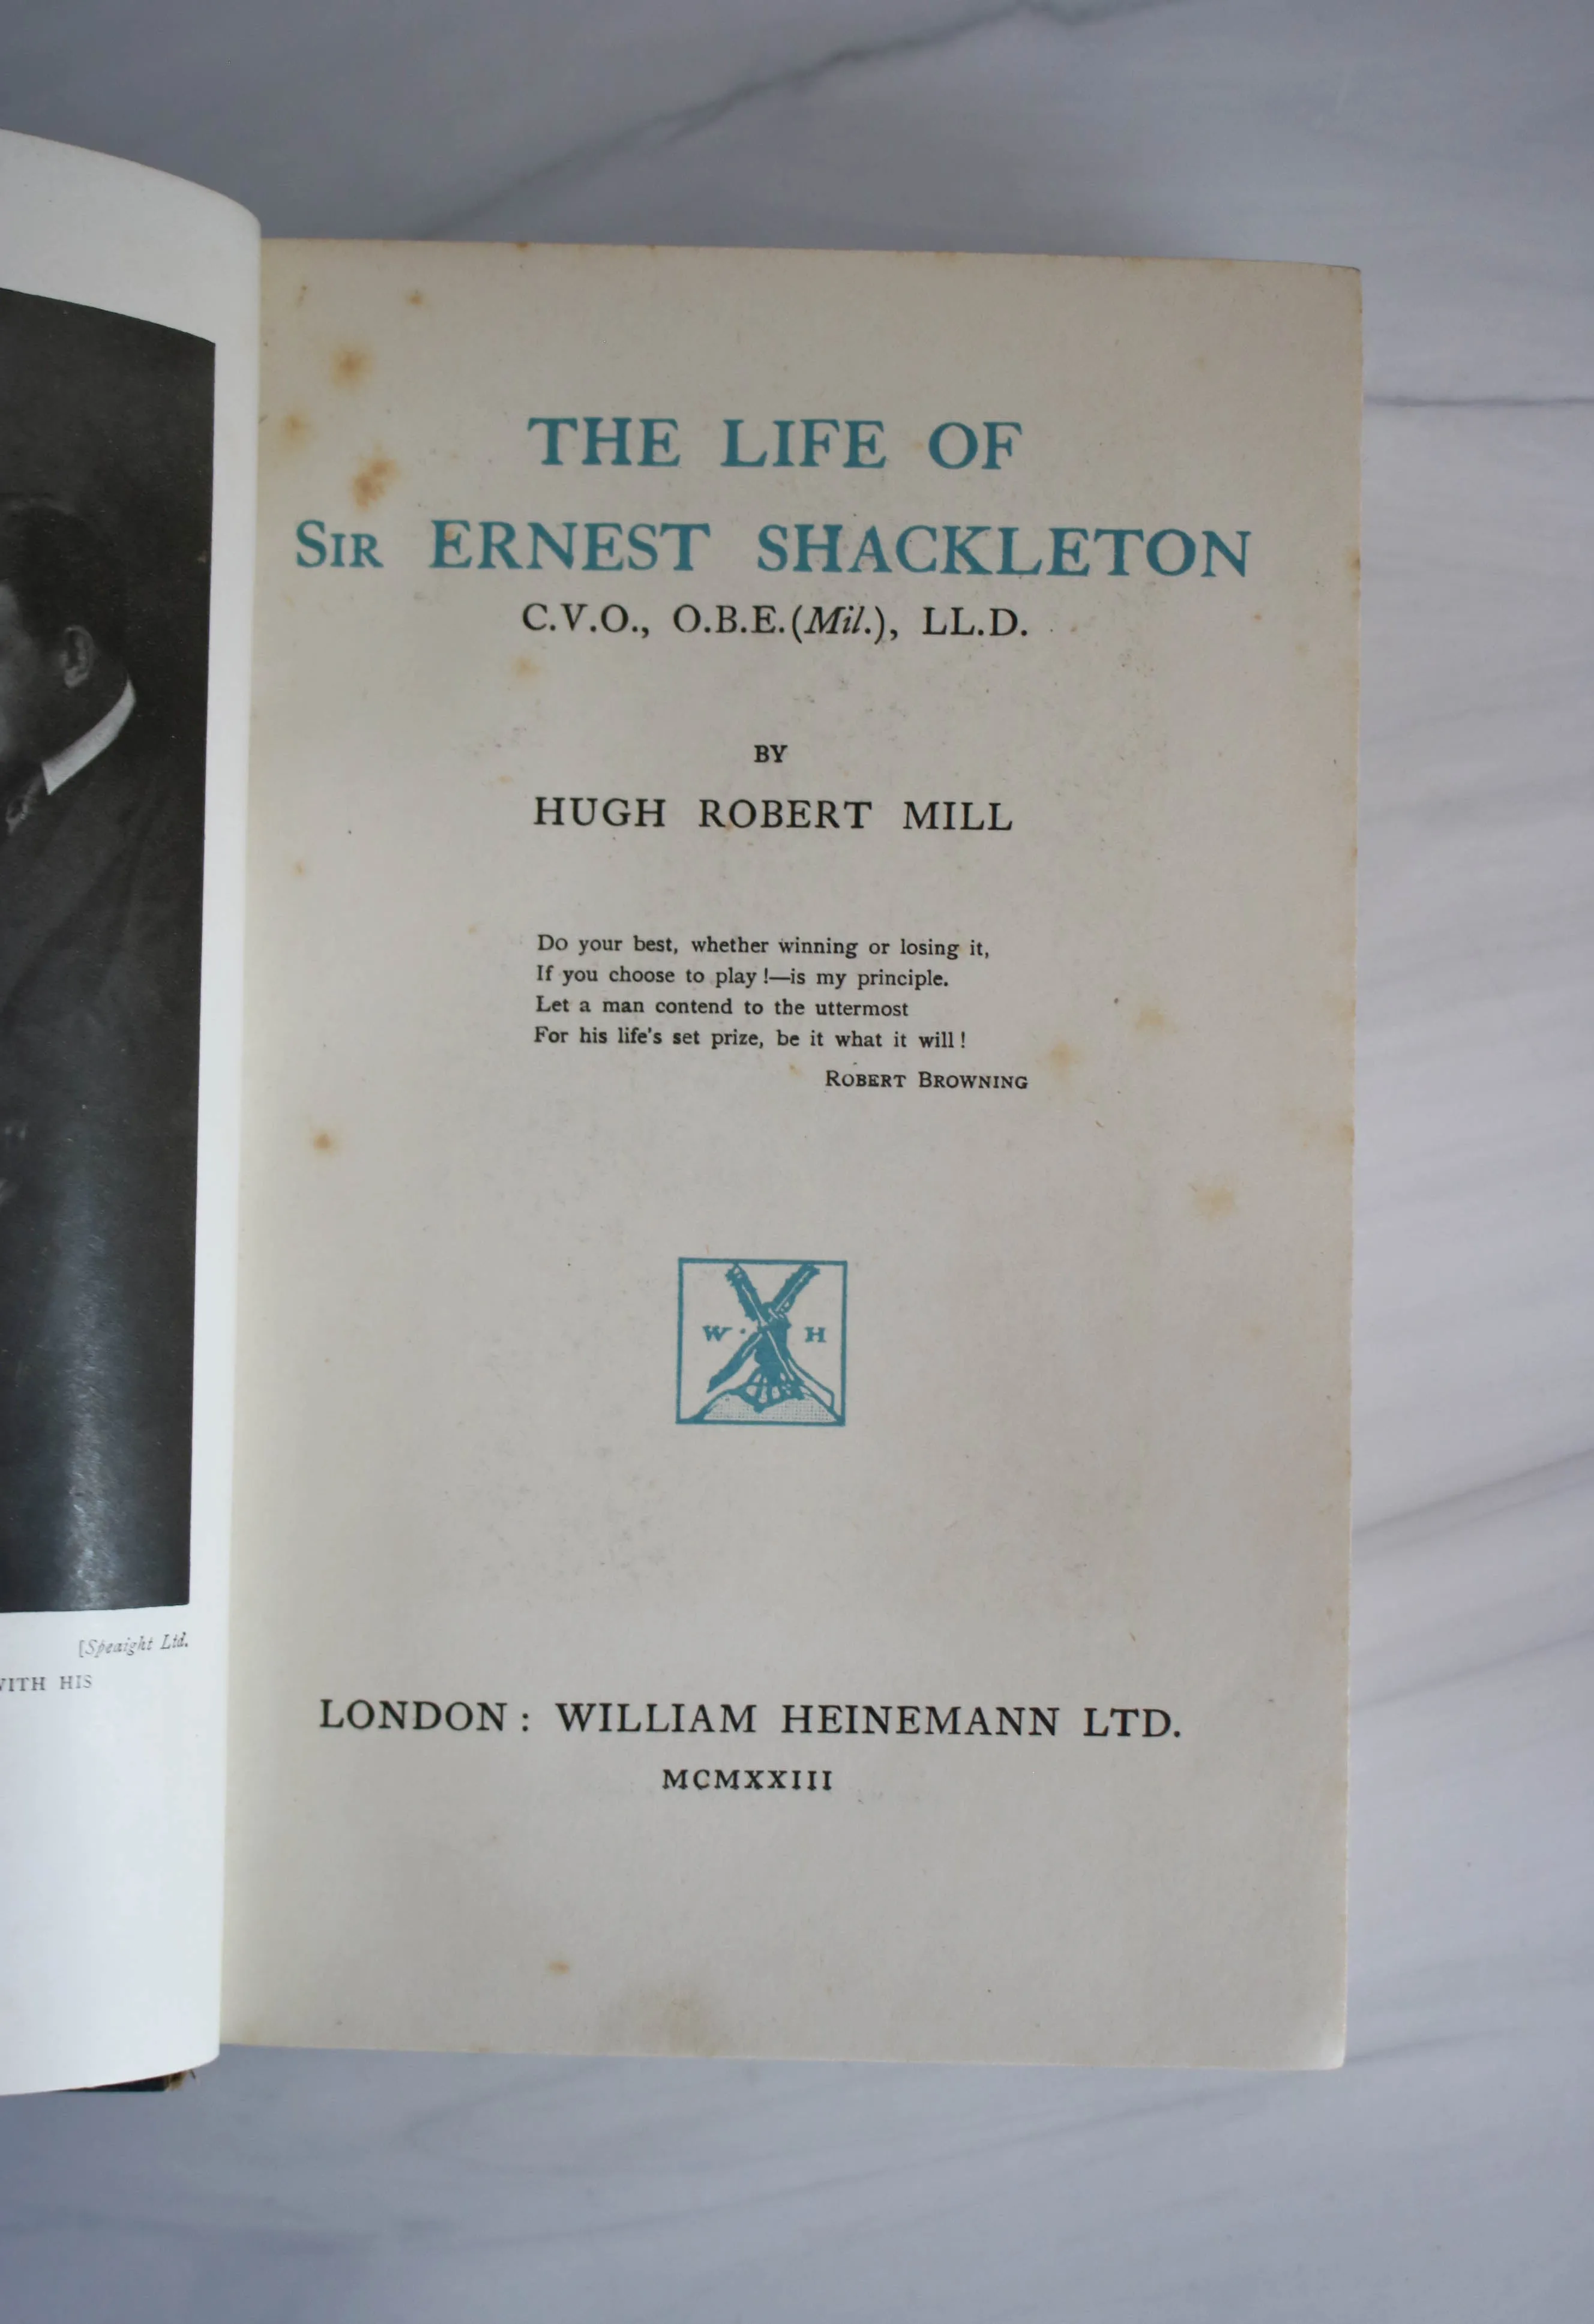 [Speaight Ltd.
WITH HIS
THE LIFE OF
SIR ERNEST SHACKLETON
C.V.O., O.B.E.(Mil.), LL.D.
BY
HUGH ROBERT MILL
Do your best, whether winning or losing it,
If you choose to play!—is my principle.
Let a man contend to the uttermost
For his life's set prize, be it what it will!
ROBERT BROWNING
W · H
LONDON: WILLIAM HEINEMANN LTD.
MCMXXIII